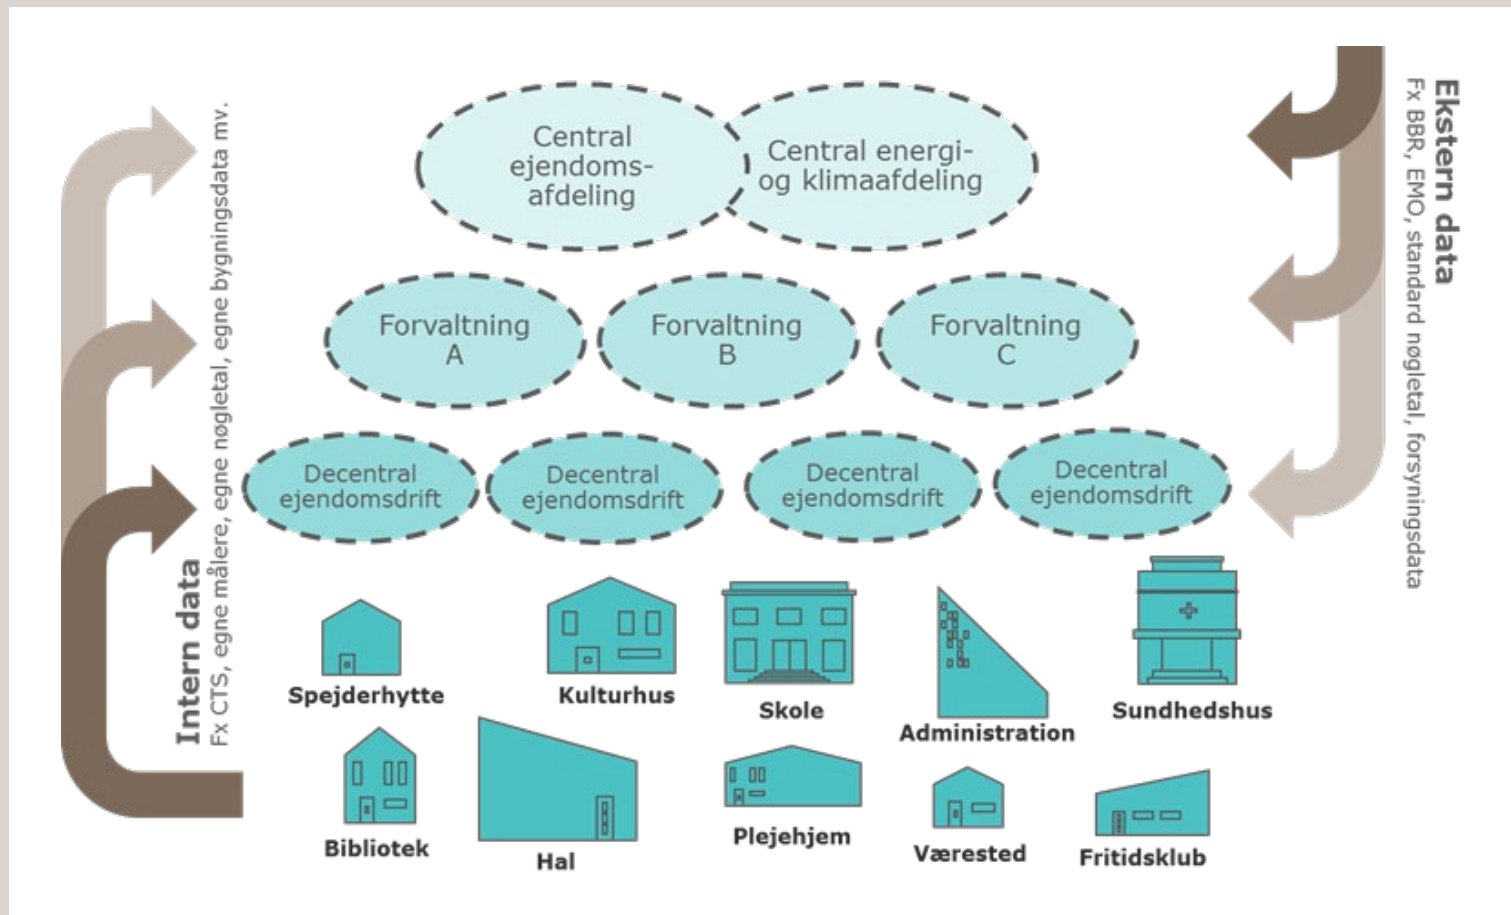 Central
ejendoms-
afdeling
Central energi-
og klimaafdeling
Forvaltning
A
Forvaltning
B
Forvaltning
C
Decentral
ejendomsdrift
Decentral
ejendomsdrift
Decentral
ejendomsdrift
Decentral
ejendomsdrift
Intern data
Fx CTS, egne målere, egne nøgletal, egne bygningsdata mv.
Ekstern data
Fx BBR, EMO, standard nøgletal, forsyningsdata
Spejderhytte
Kulturhus
Skole
Administration
Sundhedshus
Bibliotek
Hal
Plejehjem
Værested
Fritidsklub